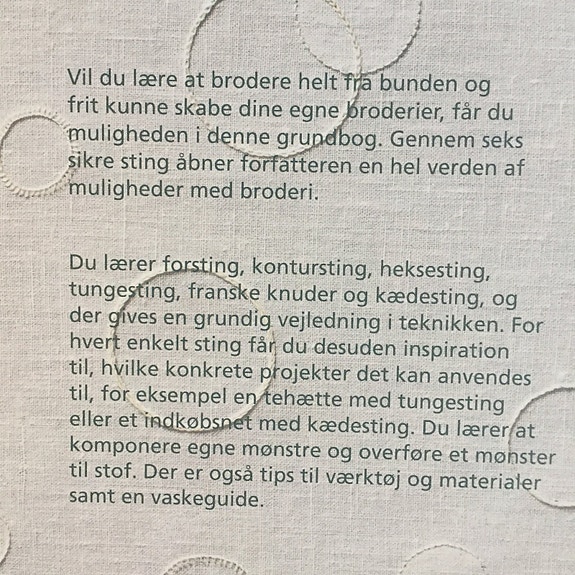 Vil du lære at brodere helt fra bunden og
frit kunne skabe dine egne broderier, får du
muligheden i denne grundbog. Gennem seks
sikre sting åbner forfatteren en hel verden af
muligheder med broderi.
Du lærer forsting, kontursting, heksesting,
tungesting, franske knuder og kædesting, og
der gives en grundig vejledning i teknikken. For
hvert enkelt sting får du desuden inspiration
til, hvilke konkrete projekter det kan anvendes
til, for eksempel en tehætte med tungesting
eller et indkøbsnet med kædesting. Du lærer at
komponere egne mønstre og overføre et mønster
til stof. Der er også tips til værktøj og materialer
samt en vaskeguide.